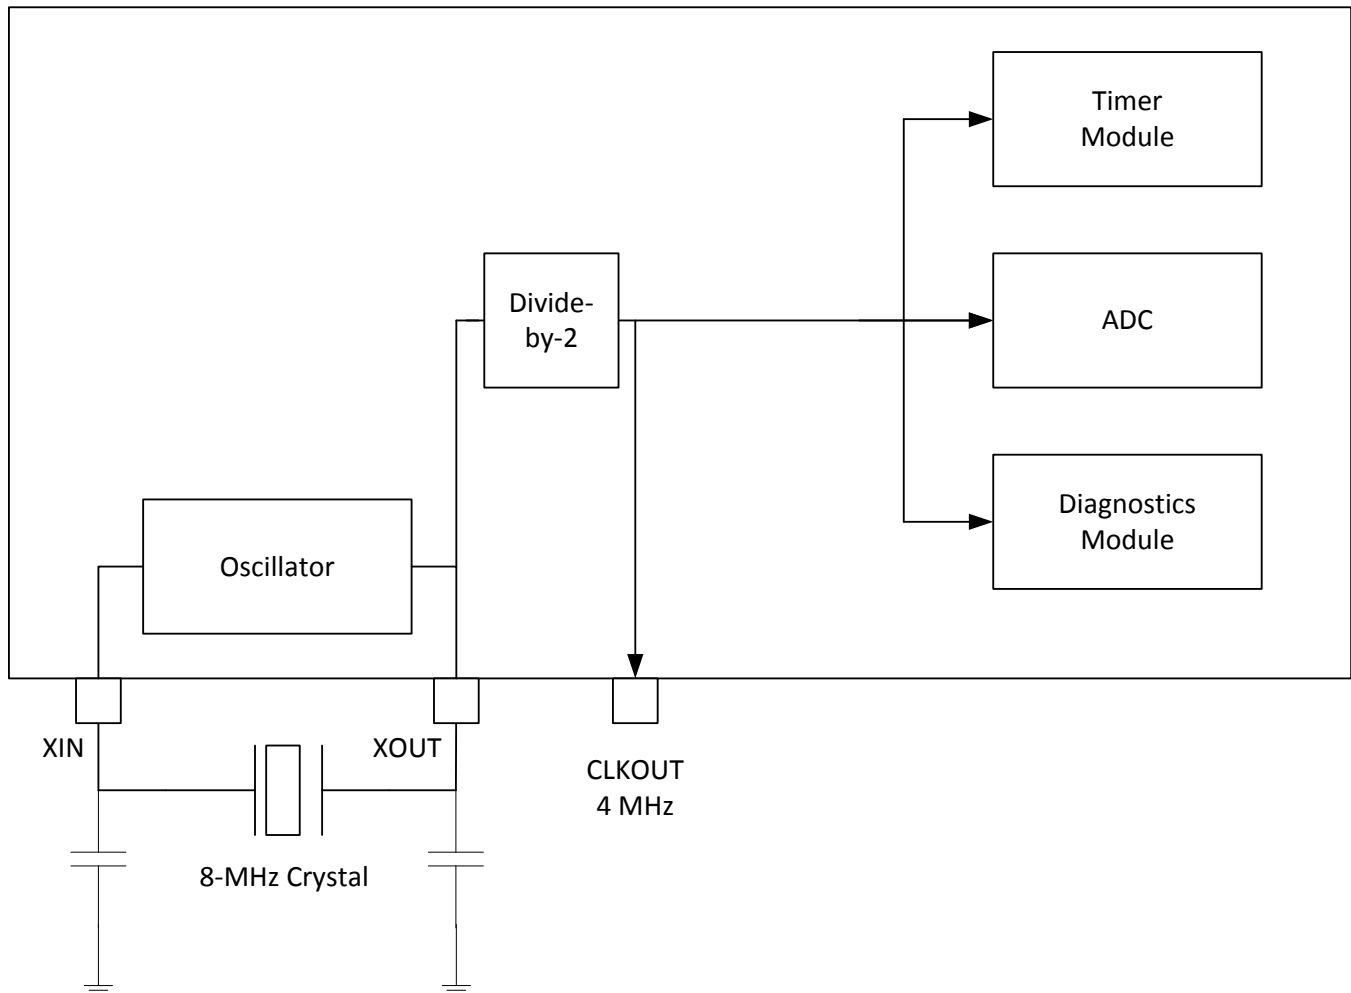 Timer
Module
Divide-
by-2
ADC
Diagnostics
Module
Oscillator
XIN
XOUT
CLKOUT
4 MHz
8-MHz Crystal